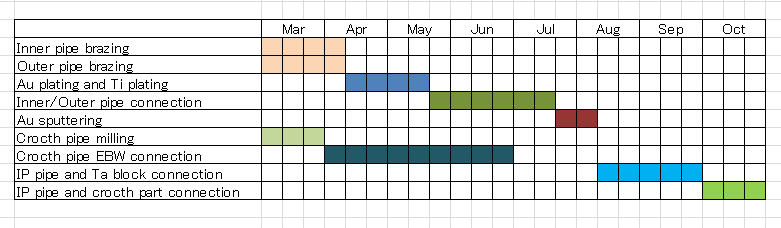 Mar Apr May Jun Jul Aug Sep Oct
Inner pipe brazing
Outer pipe brazing
Au plating and Ti plating
Inner/Outer pipe connection
Au sputtering
Crocth pipe milling
Crocth pipe EBW connection
IP pipe and Ta block connection
IP pipe and crocth part connection